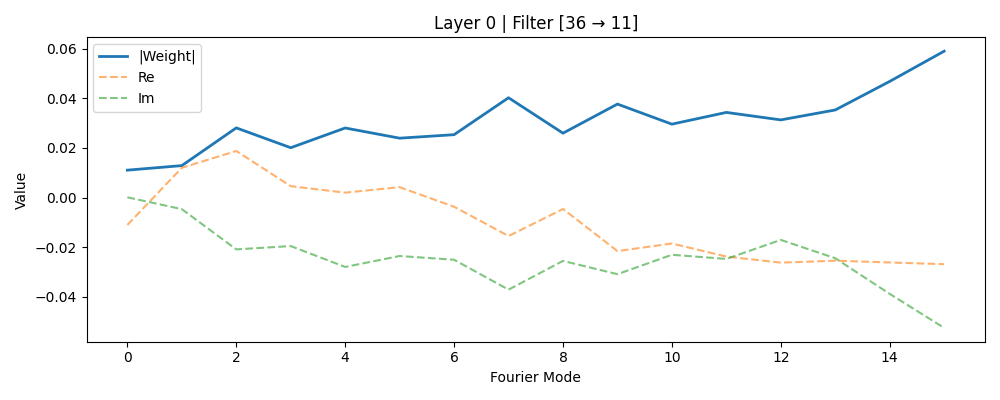 Layer 0 | Filter [36 → 11]
|Weight|
Re
Im
Value
0.06
0.04
0.02
0.00
−0.02
−0.04
0 2 4 6 8 10 12 14
Fourier Mode